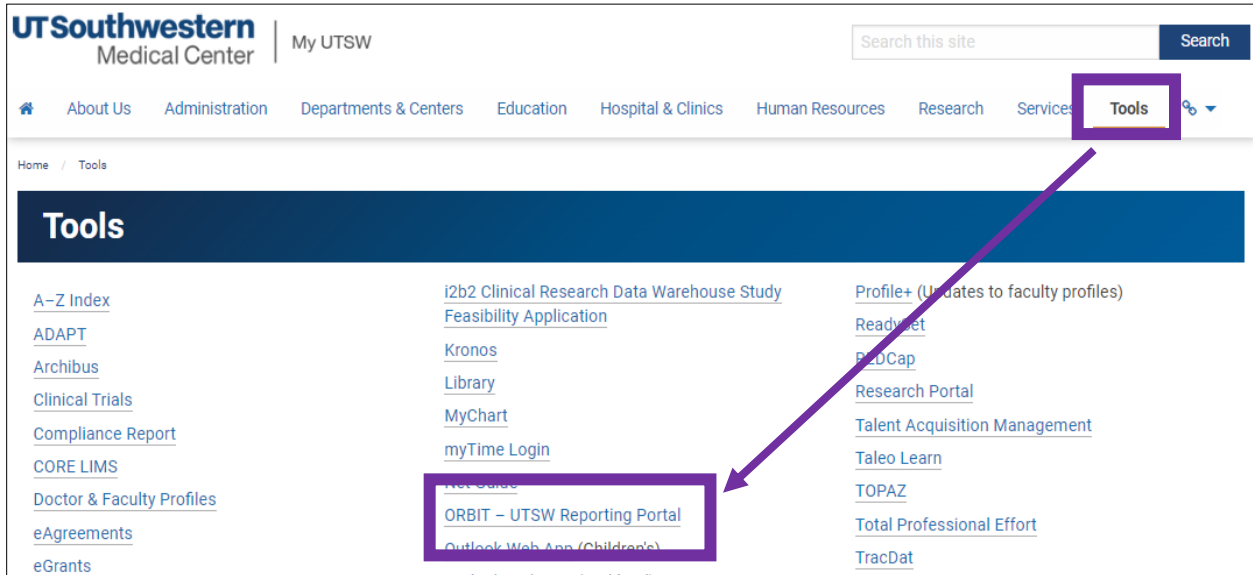 UTSouthwestern
Medical Center
My UTSW
Search this site
Search
About Us
Administration
Departments & Centers
Education
Hospital & Clinics
Human Resources
Research
Services
Tools
Home / Tools
Tools
A–Z Index
ADAPT
Archibus
Clinical Trials
Compliance Report
CORE LIMS
Doctor & Faculty Profiles
eAgreements
eGrants
i2b2 Clinical Research Data Warehouse Study
Feasibility Application
Kronos
Library
MyChart
myTime Login
Net Guide
ORBIT – UTSW Reporting Portal
Outlook Web App (Children's)
Profile+ (Updates to faculty profiles)
ReadySet
REDCap
Research Portal
Talent Acquisition Management
Taleo Learn
TOPAZ
Total Professional Effort
TracDat